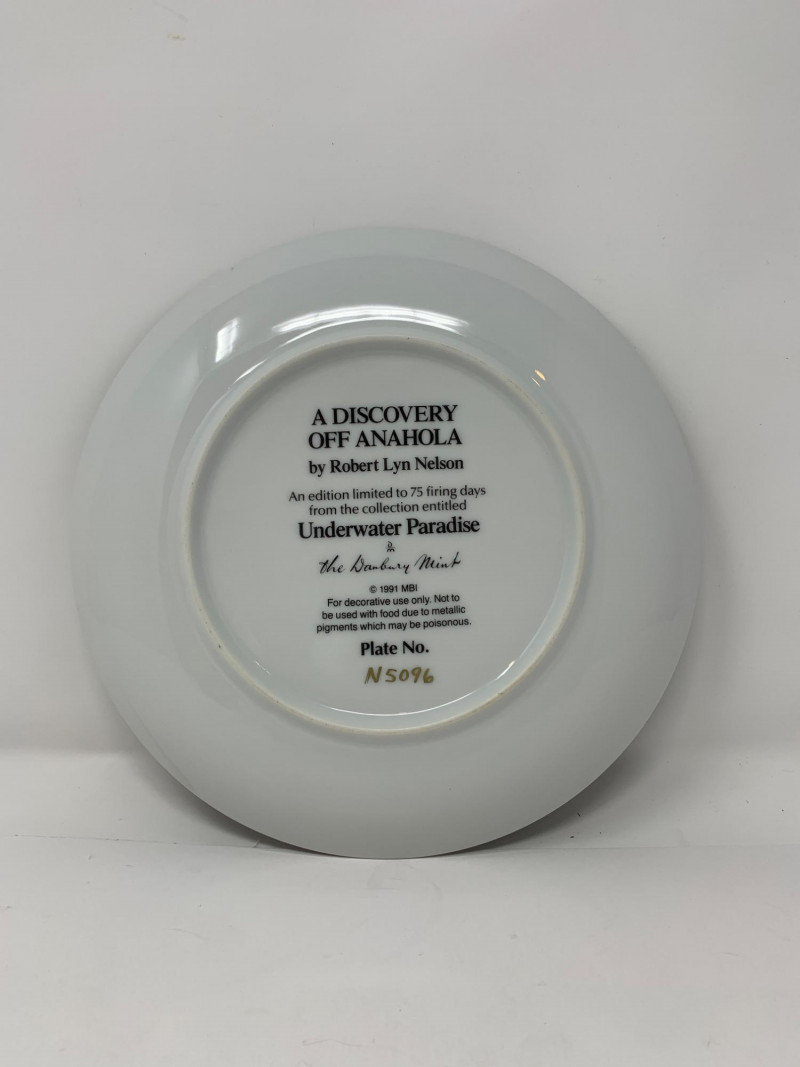 A DISCOVERY
OFF ANAHOLA
by Robert Lyn Nelson
An edition limited to 75 firing days
from the collection entitled
Underwater Paradise
the Danbury Mint
© 1991 MBI
For decorative use only. Not to
be used with food due to metallic
pigments which may be poisonous.
Plate No.
N5096